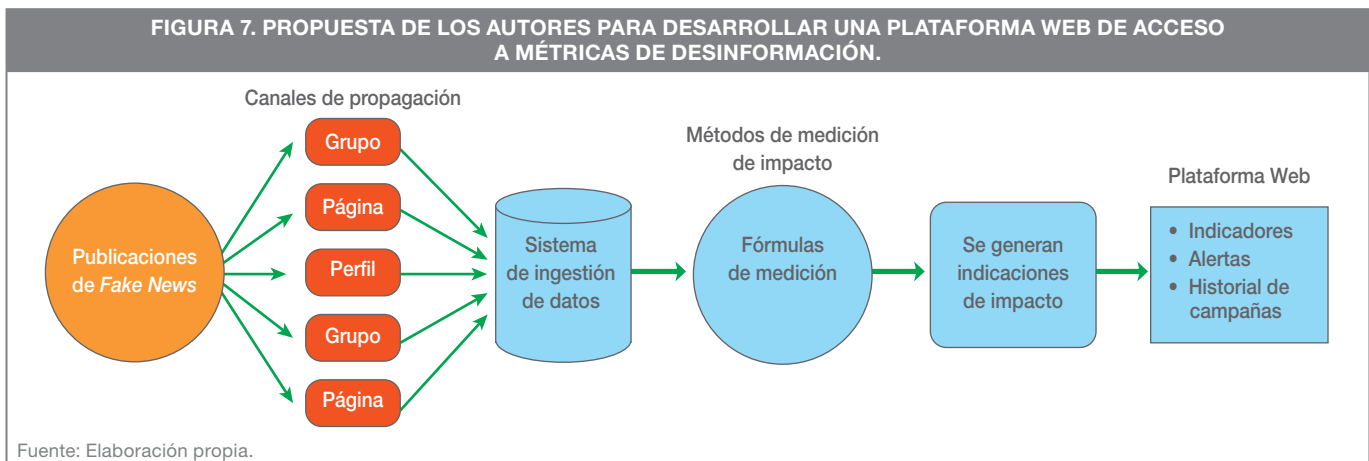 FIGURA 7. PROPUESTA DE LOS AUTORES PARA DESARROLLAR UNA PLATAFORMA WEB DE ACCESO
A MÉTRICAS DE DESINFORMACIÓN.
Canales de propagación
Publicaciones
de Fake News
Grupo
Página
Perfil
Grupo
Página
Sistema
de ingestión
de datos
Métodos de medición
de impacto
Fórmulas
de medición
Se generan
indicaciones
de impacto
Plataforma Web
• Indicadores
• Alertas
• Historial de
campañas
Fuente: Elaboración propia.